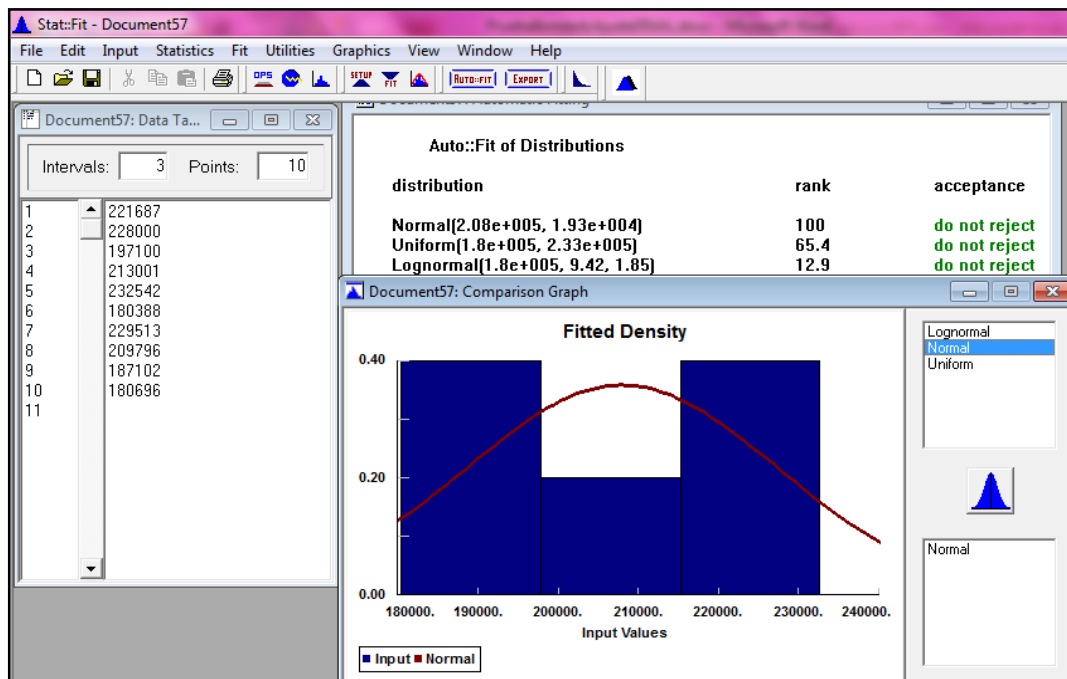 Stat::Fit - Document57
File Edit Input Statistics Fit Utilities Graphics View Window Help
OPS
SETUP
FIT
AUTO::FIT
EXPORT
Document57: Data Ta...
Intervals: 3 Points: 10
1 221687
2 228000
3 197100
4 213001
5 232542
6 180388
7 229513
8 209796
9 187102
10 180696
11
Auto::Fit of Distributions
distribution rank acceptance
Normal(2.08e+005, 1.93e+004) 100 do not reject
Uniform(1.8e+005, 2.33e+005) 65.4 do not reject
Lognormal(1.8e+005, 9.42, 1.85) 12.9 do not reject
Document57: Comparison Graph
Fitted Density
0.40
0.20
0.00
180000. 190000. 200000. 210000. 220000. 230000. 240000.
Input Values
Input Normal
Lognormal
Normal
Uniform
Normal